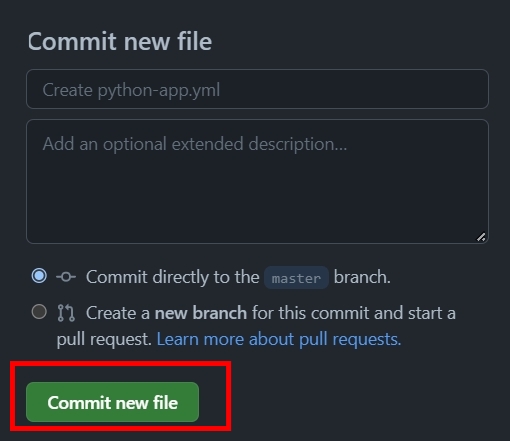 Commit new file
Create python-app.yml
Add an optional extended description...
Commit directly to the master branch.
Create a new branch for this commit and start a
pull request. Learn more about pull requests.
Commit new file